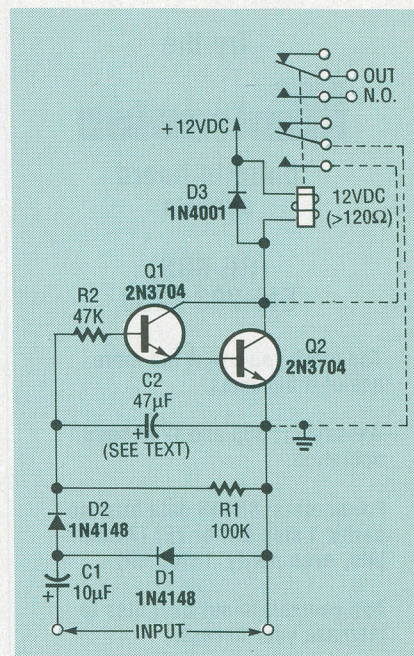 OUT
N.O.
+12VDC
D3
1N4001
12VDC
(>120Ω)
Q1
2N3704
R2
47K
Q2
2N3704
C2
47µF
+
(SEE TEXT)
D2
1N4148
R1
100K
C1
10µF
+
D1
1N4148
INPUT